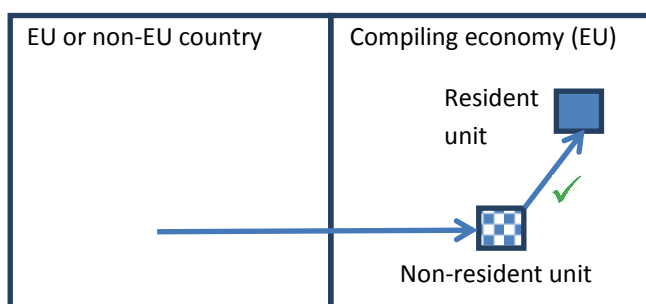 EU or non-EU country
Compiling economy (EU)
Resident
unit
Non-resident unit